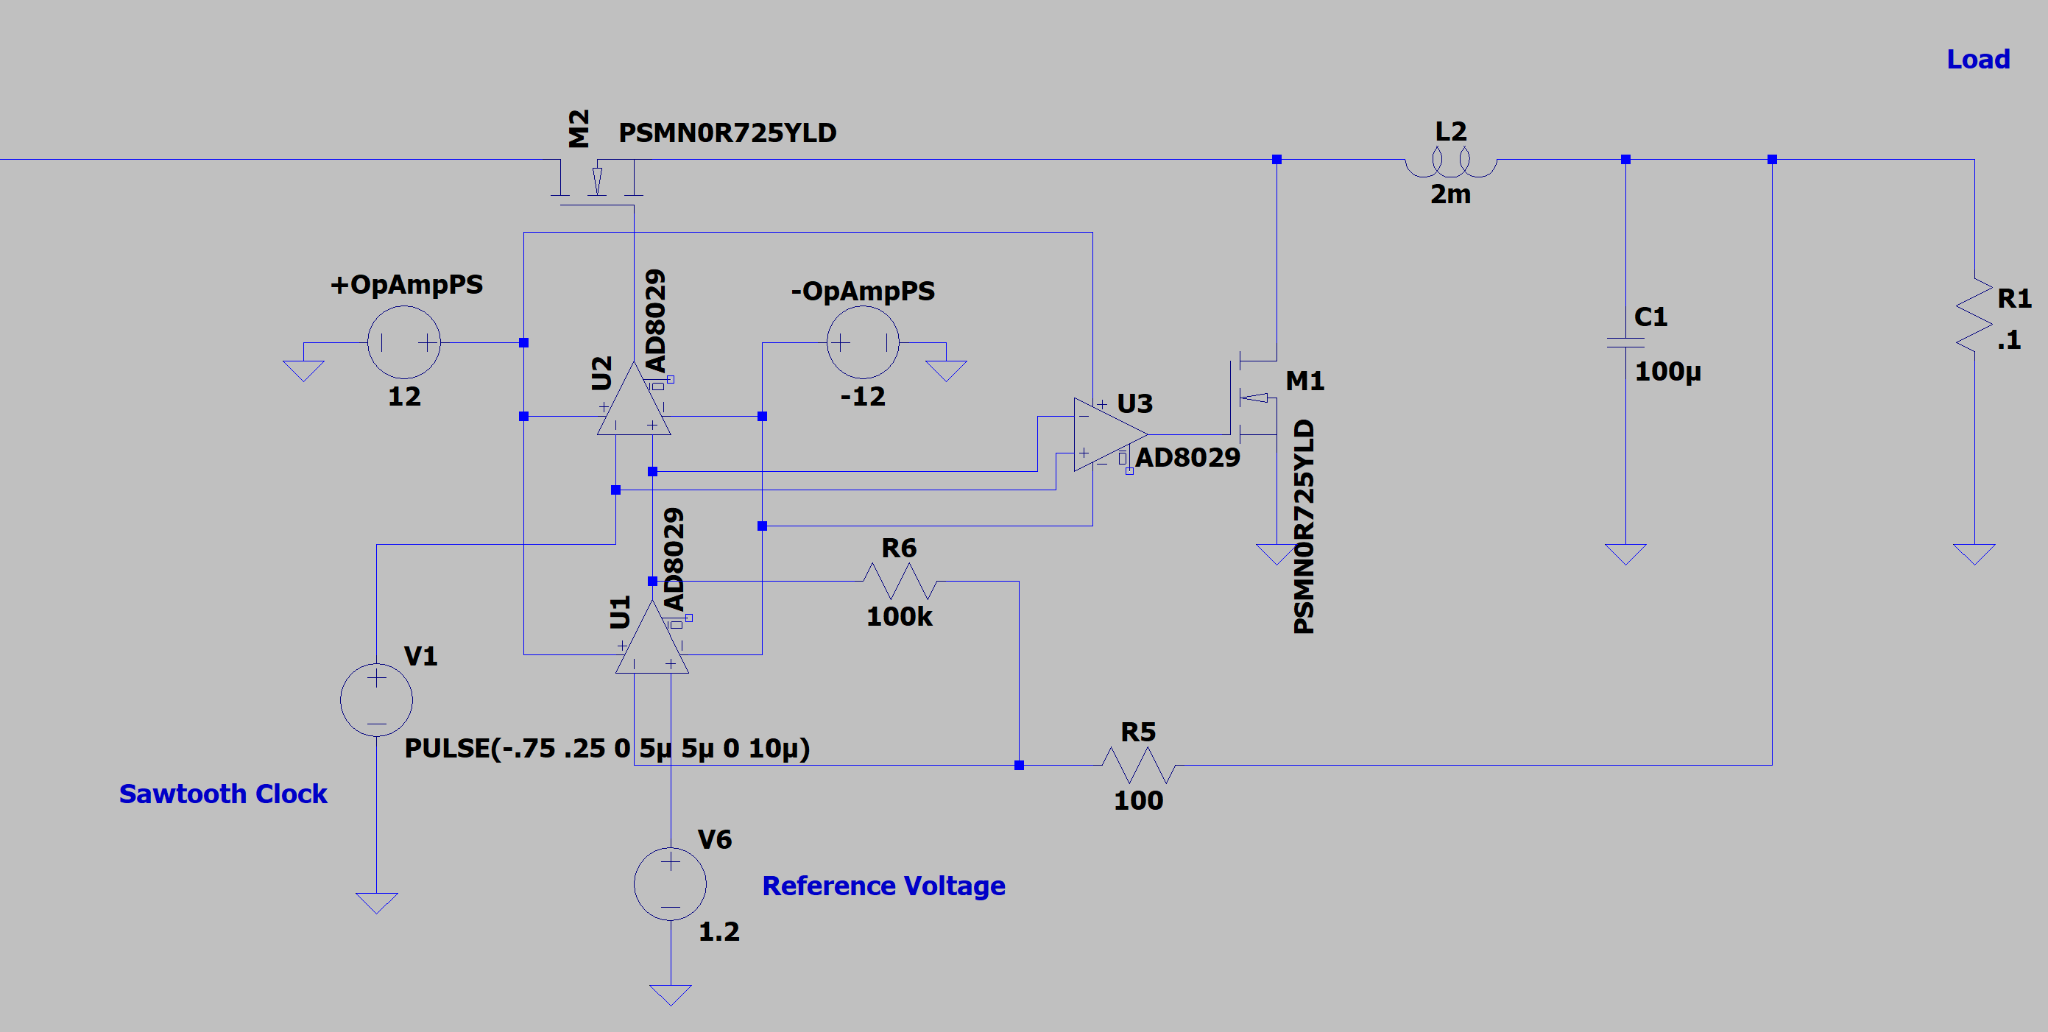 Load
M2
PSMN0R725YLD
L2
2m
+OpAmpPS
12
U2
AD8029
-OpAmpPS
-12
U3
AD8029
M1
PSMN0R725YLD
C1
100µ
R1
.1
U1
AD8029
R6
100k
V1
PULSE(-.75 .25 0 5µ 5µ 0 10µ)
Sawtooth Clock
R5
100
V6
1.2
Reference Voltage